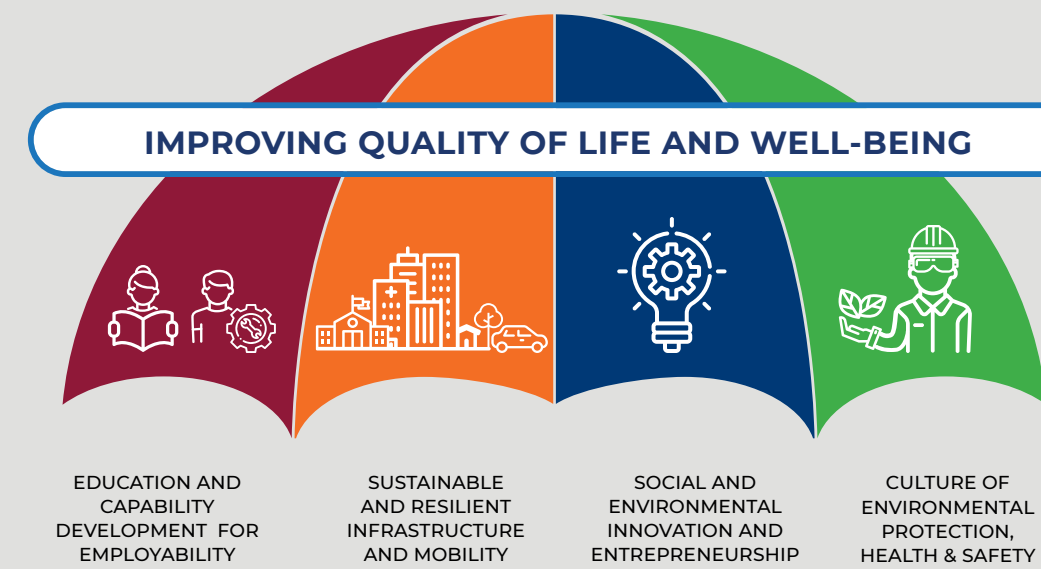 IMPROVING QUALITY OF LIFE AND WELL-BEING
EDUCATION AND
CAPABILITY
DEVELOPMENT FOR
EMPLOYABILITY
SUSTAINABLE
AND RESILIENT
INFRASTRUCTURE
AND MOBILITY
SOCIAL AND
ENVIRONMENTAL
INNOVATION AND
ENTREPRENEURSHIP
CULTURE OF
ENVIRONMENTAL
PROTECTION,
HEALTH & SAFETY